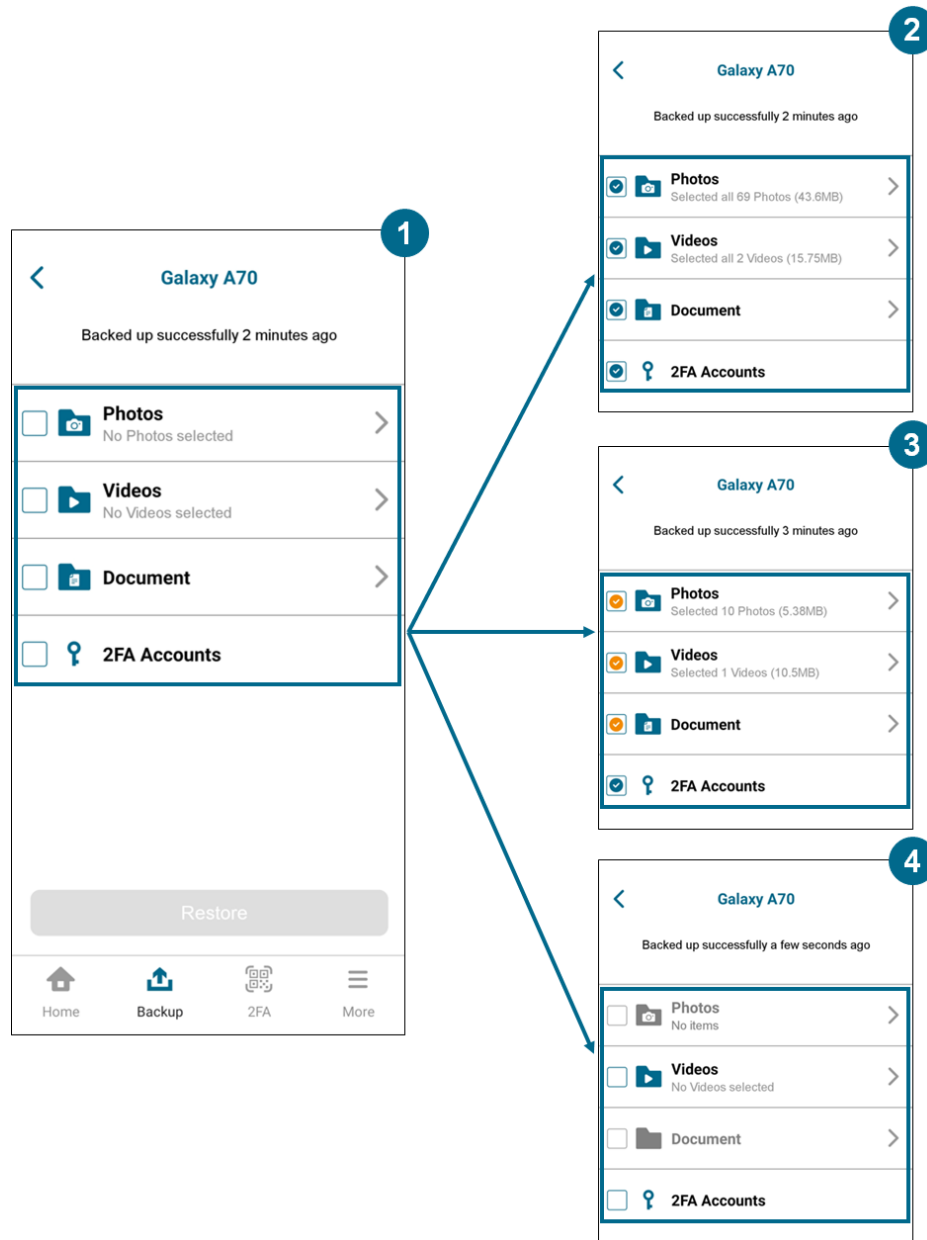 1
Galaxy A70
Backed up successfully 2 minutes ago
Photos
No Photos selected
Videos
No Videos selected
Document
2FA Accounts
Restore
Home Backup 2FA More
2
Galaxy A70
Backed up successfully 2 minutes ago
Photos
Selected all 69 Photos (43.6MB)
Videos
Selected all 2 Videos (15.75MB)
Document
2FA Accounts
3
Galaxy A70
Backed up successfully 3 minutes ago
Photos
Selected 10 Photos (5.38MB)
Videos
Selected 1 Videos (10.5MB)
Document
2FA Accounts
4
Galaxy A70
Backed up successfully a few seconds ago
Photos
No items
Videos
No Videos selected
Document
2FA Accounts